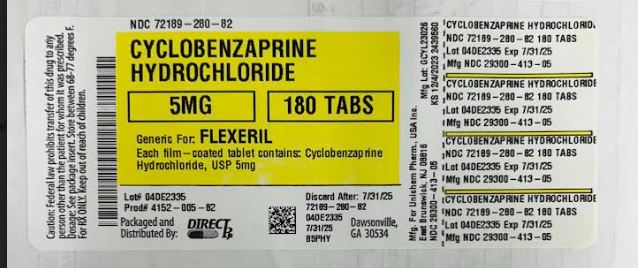 NDC 72189-280-82
CYCLOBENZAPRINE
HYDROCHLORIDE
5MG
180 TABS
Generic For: FLEXERIL
Each film-coated tablet contains: Cyclobenzaprine
Hydrochloride, USP 5mg
Lot# 04DE2335
Prod# 4152-005-82
Packaged and
Distributed By:
DIRECT Rx
Discard After: 7/31/25
72189-280-82
04DE2335
7/31/25
B5PHY
Dawsonville,
GA 30534
Caution: Federal law prohibits transfer of this drug to any
person other than the patient for whom it was prescribed.
Dosage: See package insert. Store between 68-77 degrees F.
For RX ONLY. Keep out of reach of children.
Mfg. For Unichem Pharm., USA Inc.
East Brunswick, NJ, 08816
NDC 29300-413-05
Mfg Lot: GCYL23026
KS 12/4/2023 2439560
CYCLOBENZAPRINE HYDROCHLORIDE
NDC 72189-280-82 180 TABS
Lot 04DE2335 Exp 7/31/25
Mfg NDC 29300-413-05
CYCLOBENZAPRINE HYDROCHLORIDE
NDC 72189-280-82 180 TABS
Lot 04DE2335 Exp 7/31/25
Mfg NDC 29300-413-05
CYCLOBENZAPRINE HYDROCHLORIDE
NDC 72189-280-82 180 TABS
Lot 04DE2335 Exp 7/31/25
Mfg NDC 29300-413-05
CYCLOBENZAPRINE HYDROCHLORIDE
NDC 72189-280-82 180 TABS
Lot 04DE2335 Exp 7/31/25
Mfg NDC 29300-413-05